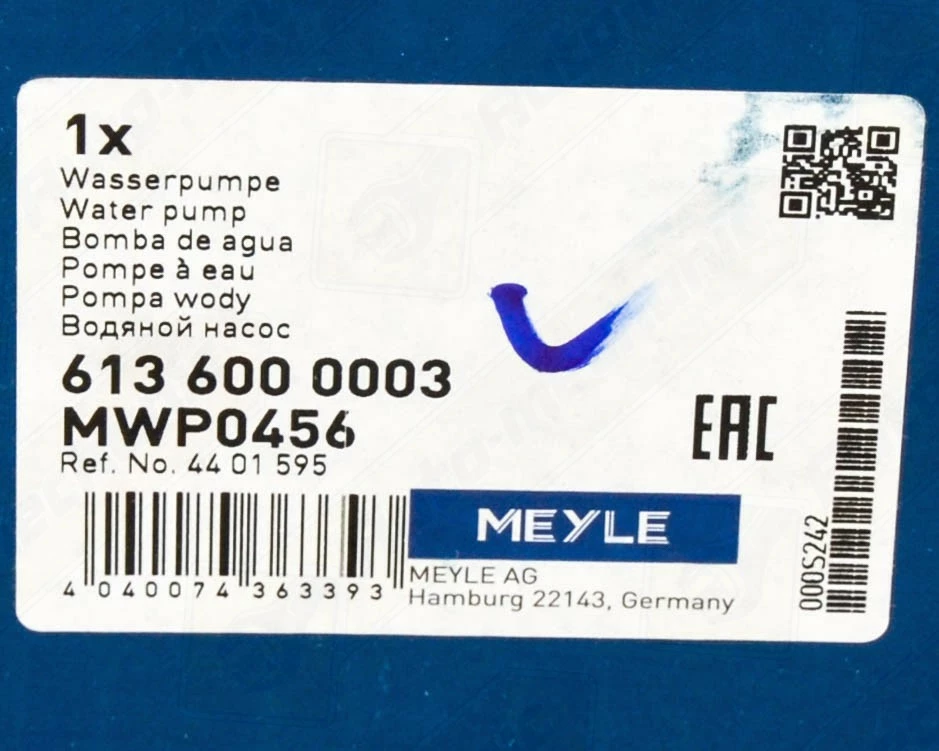 1x
Wasserpumpe
Water pump
Bomba de agua
Pompe à eau
Pompa wody
Водяной насос
613 600 0003
MWP0456
Ref. No. 44 01 595
4 040074 363393
MEYLE
MEYLE AG
Hamburg 22143, Germany
EAC
000S242